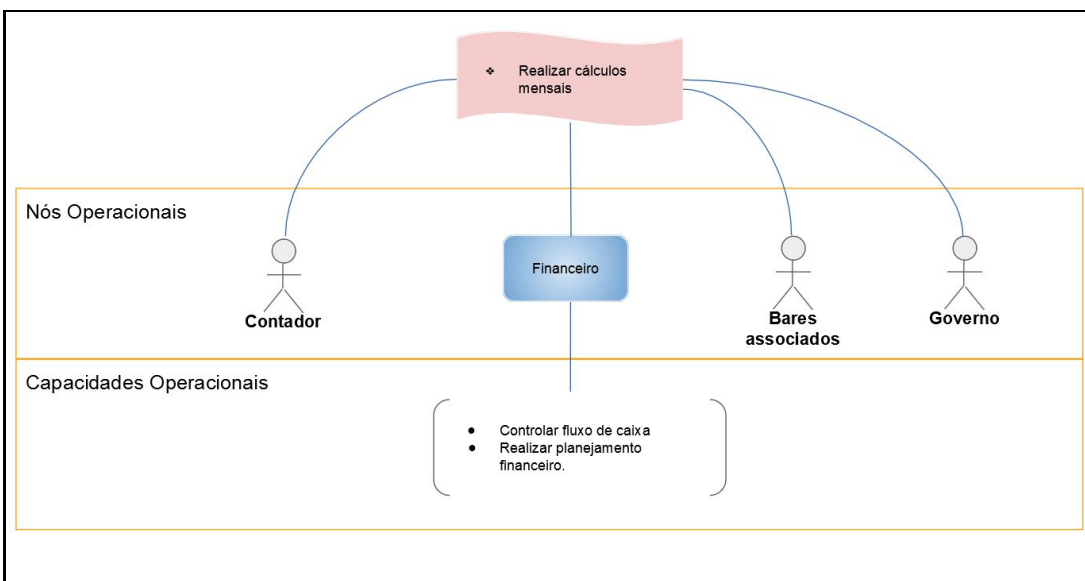 ❖ Realizar cálculos
mensais
Nós Operacionais
Financeiro
Contador
Bares
associados
Governo
Capacidades Operacionais
● Controlar fluxo de caixa
● Realizar planejamento
financeiro.